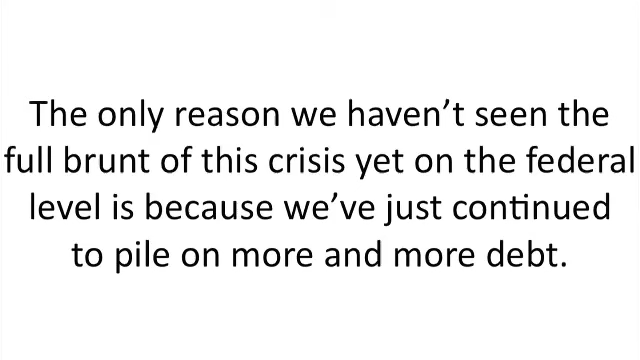 The only reason we haven’t seen the
full brunt of this crisis yet on the federal
level is because we’ve just continued
to pile on more and more debt.